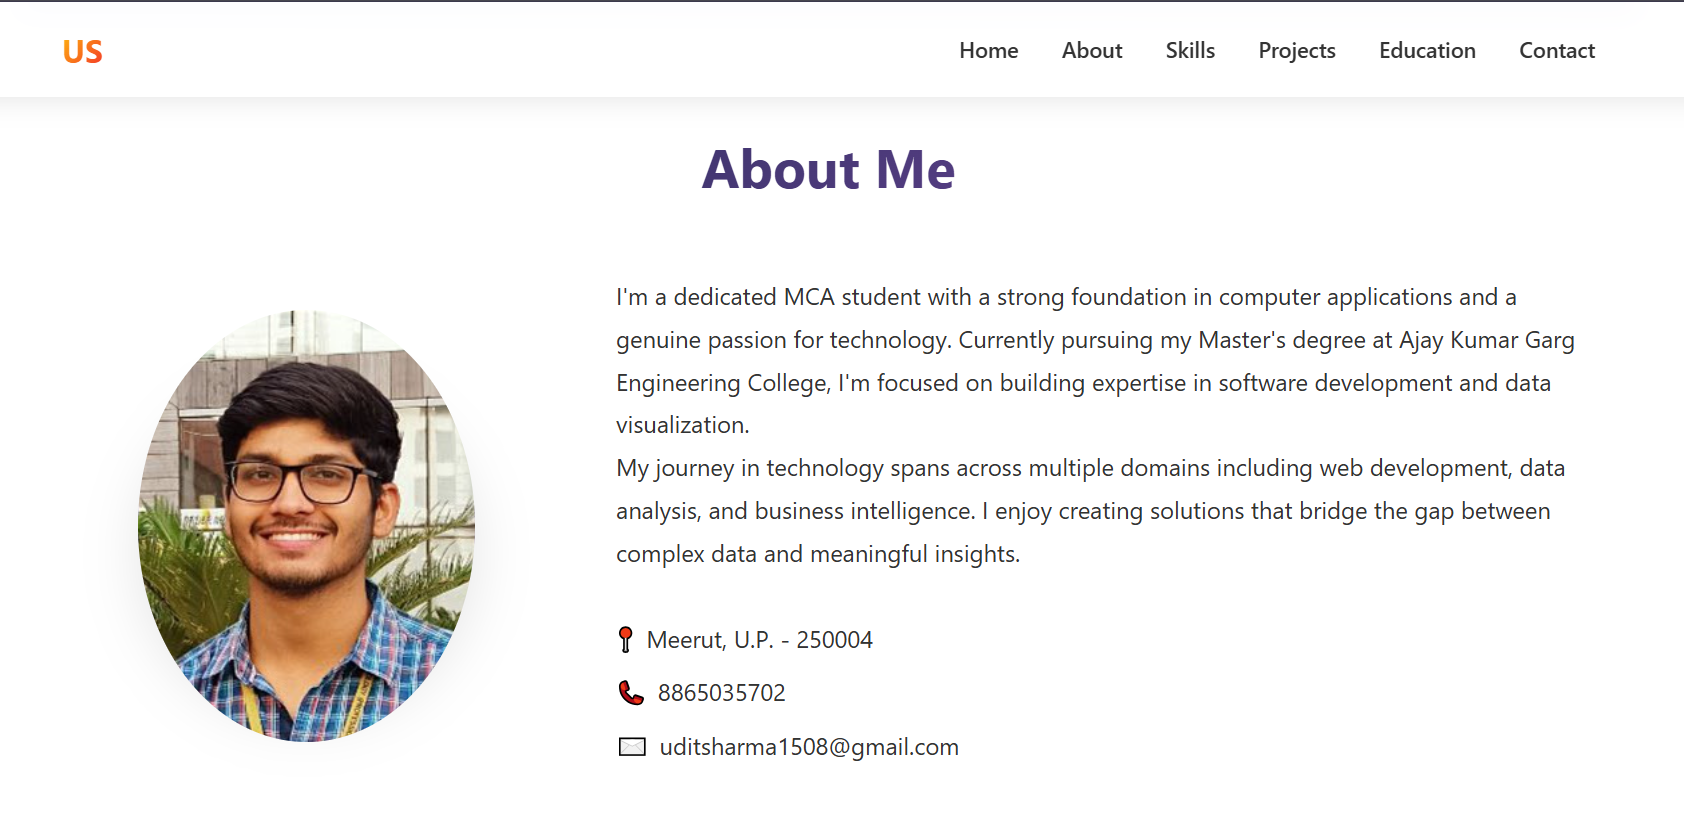 US
Home About Skills Projects Education Contact
About Me
I'm a dedicated MCA student with a strong foundation in computer applications and a
genuine passion for technology. Currently pursuing my Master's degree at Ajay Kumar Garg
Engineering College, I'm focused on building expertise in software development and data
visualization.
My journey in technology spans across multiple domains including web development, data
analysis, and business intelligence. I enjoy creating solutions that bridge the gap between
complex data and meaningful insights.
Meerut, U.P. - 250004
8865035702
uditsharma1508@gmail.com